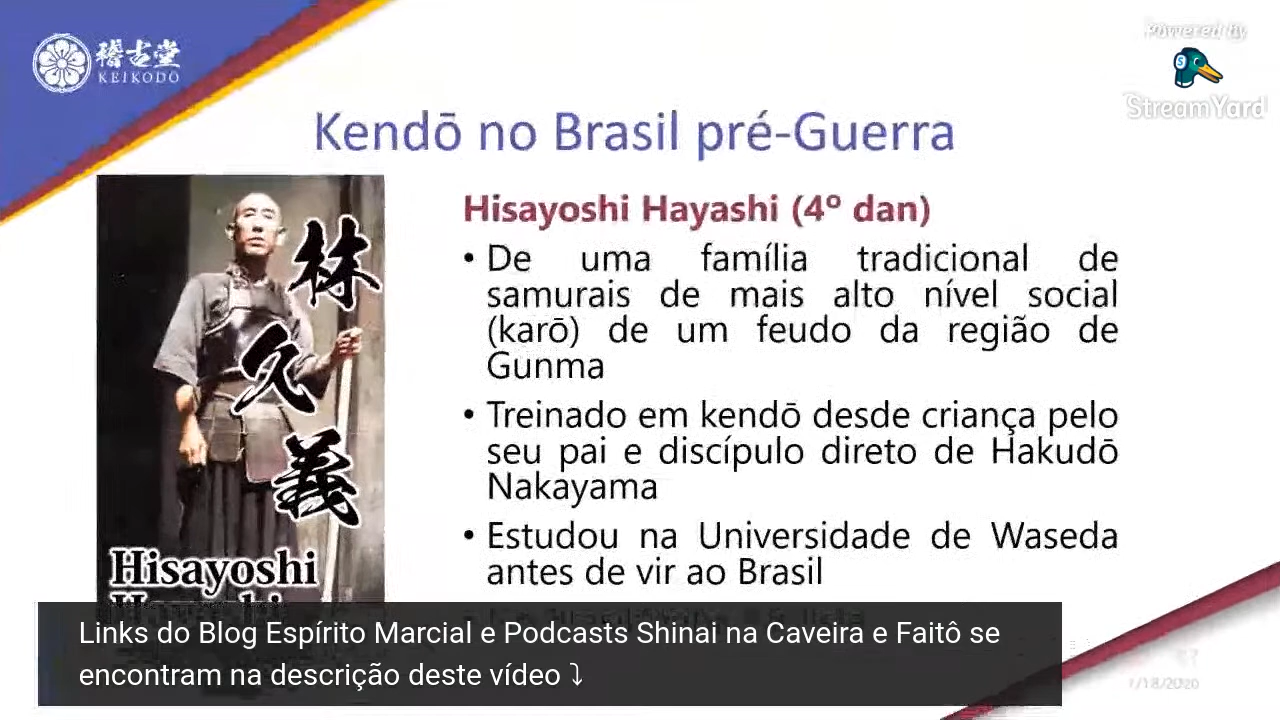 稽古堂
KEIKODO
Powered by
StreamYard
Kendō no Brasil pré-Guerra
林
久
義
Hisayoshi
Hisayoshi Hayashi (4º dan)
• De uma família tradicional de
samurais de mais alto nível social
(karō) de um feudo da região de
Gunma
• Treinado em kendō desde criança pelo
seu pai e discípulo direto de Hakudō
Nakayama
• Estudou na Universidade de Waseda
antes de vir ao Brasil
Links do Blog Espírito Marcial e Podcasts Shinai na Caveira e Faitô se
encontram na descrição deste vídeo ⤵